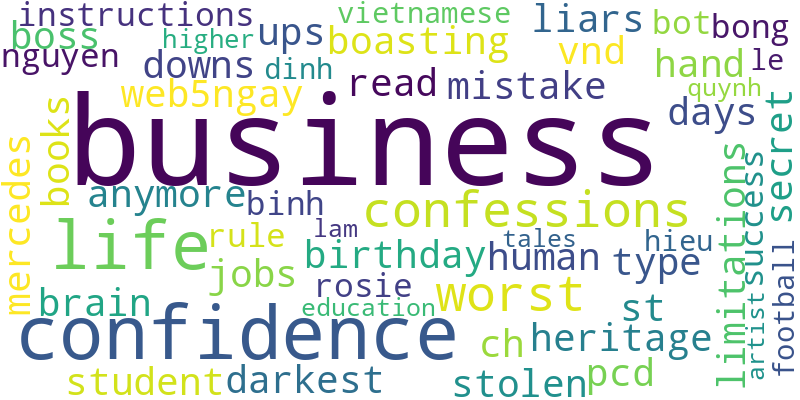 instructions
vietnamese
liars
boss
higher
ups
boasting
bot
bong
nguyen
downs
dinh
vnd
hand
le
web5ngay
read
mistake
quynh
days
books
business
secret
mercedes
anymore
binh
confessions
limitations
success
life
rule
lam
tales
hieu
birthday
human
type
jobs
rosie
football
brain
education
worst
artist
confidence
st
ch
heritage
student
darkest
stolen
pcd